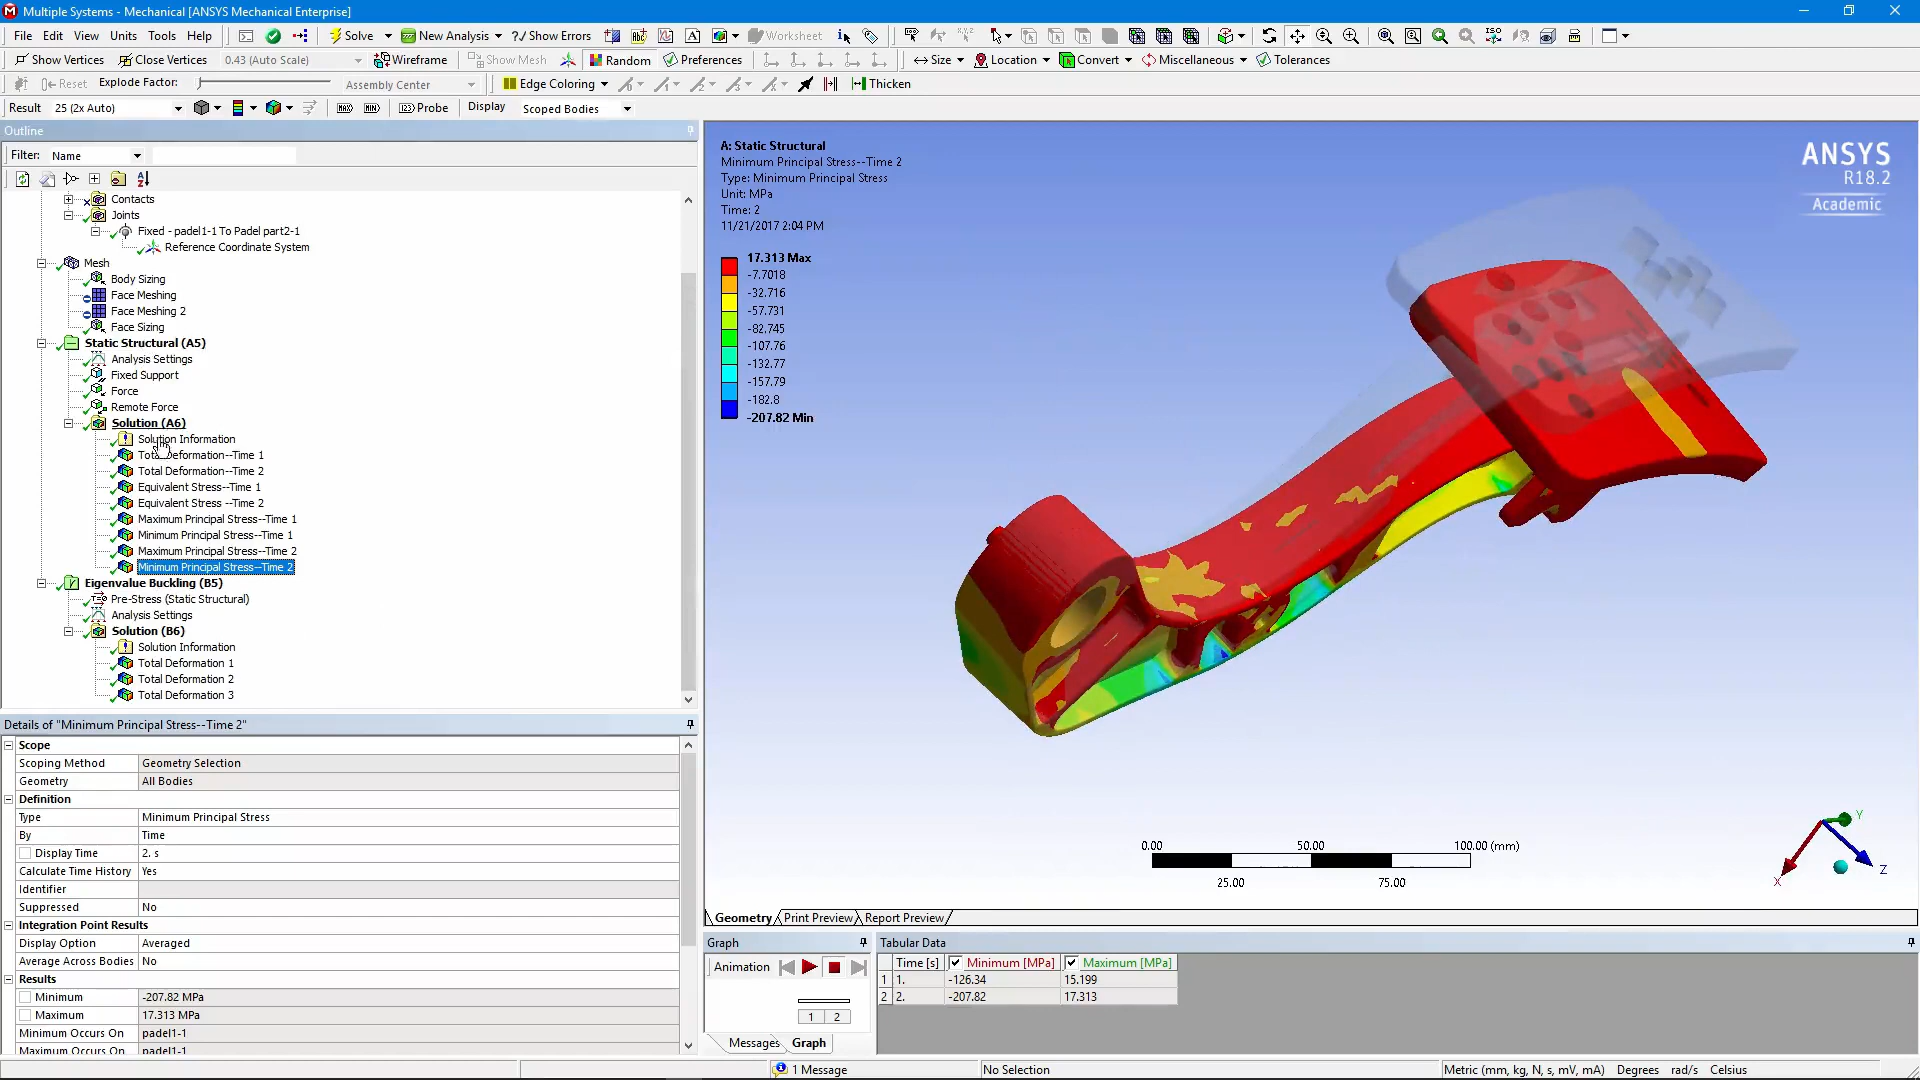 Multiple Systems - Mechanical [ANSYS Mechanical Enterprise]
File Edit View Units Tools Help Solve New Analysis Show Errors Worksheet
Show Vertices Close Vertices 0.43 (Auto Scale) Wireframe Show Mesh Random Preferences Size Location Convert Miscellaneous Tolerances
Reset Explode Factor: Assembly Center Edge Coloring Thicken
Result 25 (2x Auto) MAX MIN Probe Display Scoped Bodies
Outline
Filter: Name
Contacts
Joints
Fixed - padel1-1 To Padel part2-1
Reference Coordinate System
Mesh
Body Sizing
Face Meshing
Face Meshing 2
Face Sizing
Static Structural (A5)
Analysis Settings
Fixed Support
Force
Remote Force
Solution (A6)
Solution Information
Total Deformation--Time 1
Total Deformation--Time 2
Equivalent Stress--Time 1
Equivalent Stress --Time 2
Maximum Principal Stress--Time 1
Minimum Principal Stress--Time 1
Maximum Principal Stress--Time 2
Minimum Principal Stress--Time 2
Eigenvalue Buckling (B5)
Pre-Stress (Static Structural)
Analysis Settings
Solution (B6)
Solution Information
Total Deformation 1
Total Deformation 2
Total Deformation 3
Details of "Minimum Principal Stress--Time 2"
Scope
Scoping Method Geometry Selection
Geometry All Bodies
Definition
Type Minimum Principal Stress
By Time
Display Time 2. s
Calculate Time History Yes
Identifier
Suppressed No
Integration Point Results
Display Option Averaged
Average Across Bodies No
Results
Minimum -207.82 MPa
Maximum 17.313 MPa
Minimum Occurs On padel1-1
Maximum Occurs On padel1-1
A: Static Structural
Minimum Principal Stress--Time 2
Type: Minimum Principal Stress
Unit: MPa
Time: 2
11/21/2017 2:04 PM
17.313 Max
-7.7018
-32.716
-57.731
-82.745
-107.76
-132.77
-157.79
-182.8
-207.82 Min
ANSYS
R18.2
Academic
0.00 50.00 100.00 (mm)
25.00 75.00
Y
X
Z
Geometry Print Preview Report Preview
Graph
Animation
1 2
Messages Graph
Tabular Data
Time [s] Minimum [MPa] Maximum [MPa]
1 1. -126.34 15.199
2 2. -207.82 17.313
1 Message No Selection Metric (mm, kg, N, s, mV, mA) Degrees rad/s Celsius